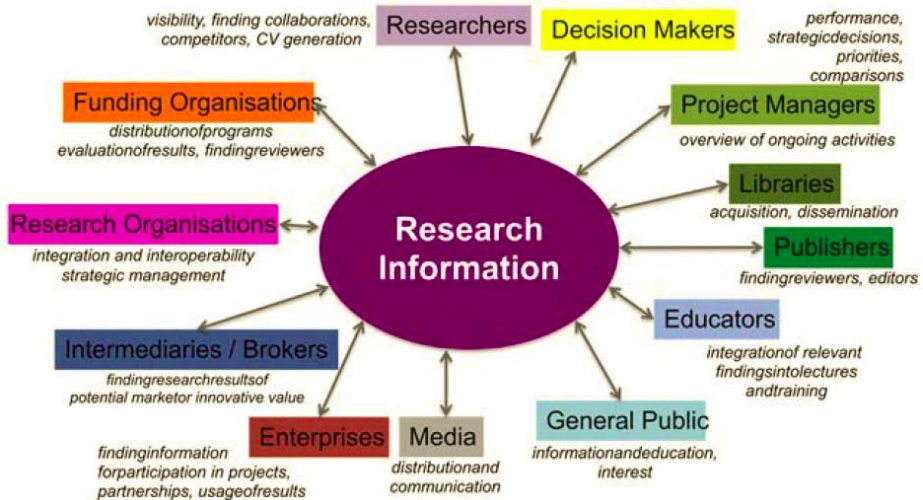 visibility, finding collaborations,
competitors, CV generation
Researchers
Decision Makers
performance,
strategicdecisions,
priorities,
comparisons
Funding Organisations
distributionofprograms
evaluationofresults, findingreviewers
Project Managers
overview of ongoing activities
Libraries
acquisition, dissemination
Research Organisations
integration and interoperability
strategic management
Research
Information
Publishers
findingreviewers, editors
Educators
integrationof relevant
findingsintolectures
andtraining
Intermediaries / Brokers
findingresearchresultsof
potential marketor innovative value
Enterprises
findinginformation
forparticipation in projects,
partnerships, usageofresults
Media
distributionand
communication
General Public
informationandeducation,
interest